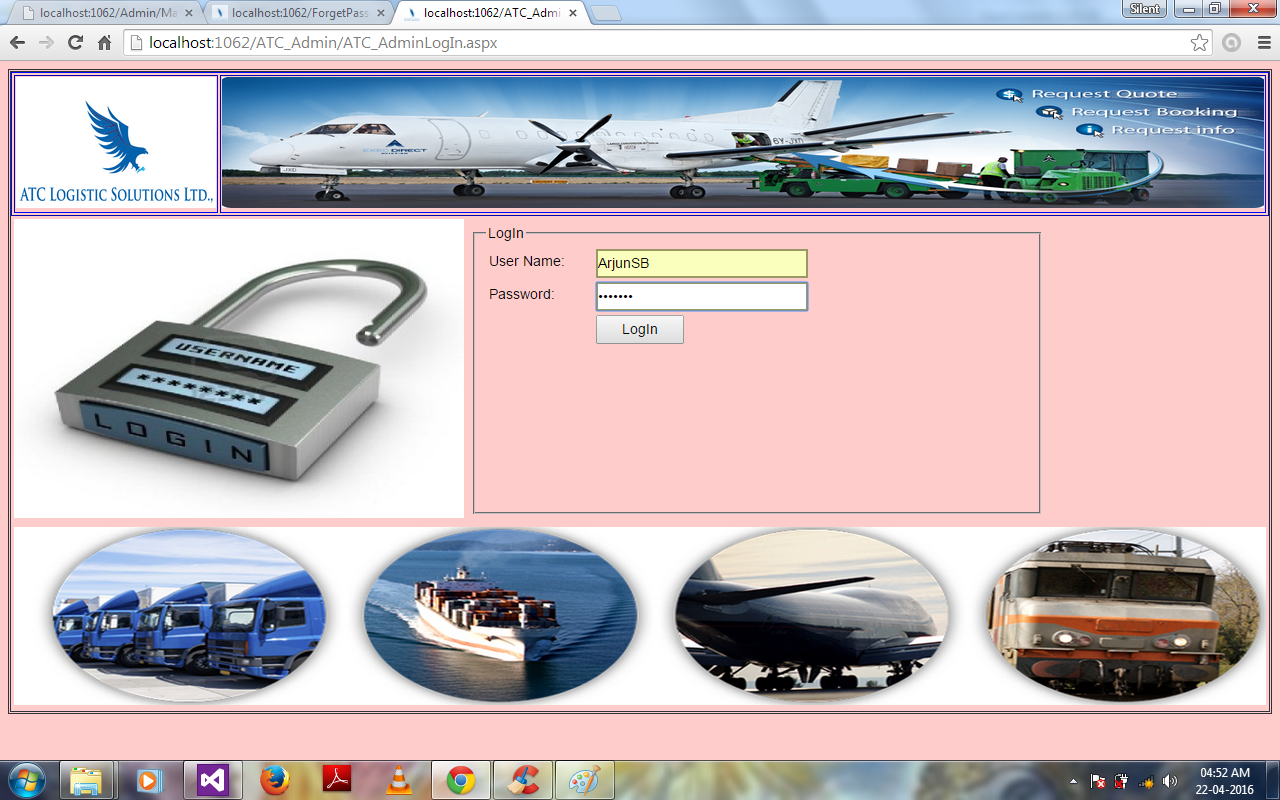 localhost:1062/Admin/Ma
localhost:1062/ForgetPass
localhost:1062/ATC_Admi
Silent
localhost:1062/ATC_Admin/ATC_AdminLogIn.aspx
ATC LOGISTIC SOLUTIONS LTD.,
Request Quote
Request Booking
Request info
DIRECT
JXD
LogIn
User Name: ArjunSB
Password: •••••••
LogIn
USERNAME
********
LOGIN
04:52 AM
22-04-2016